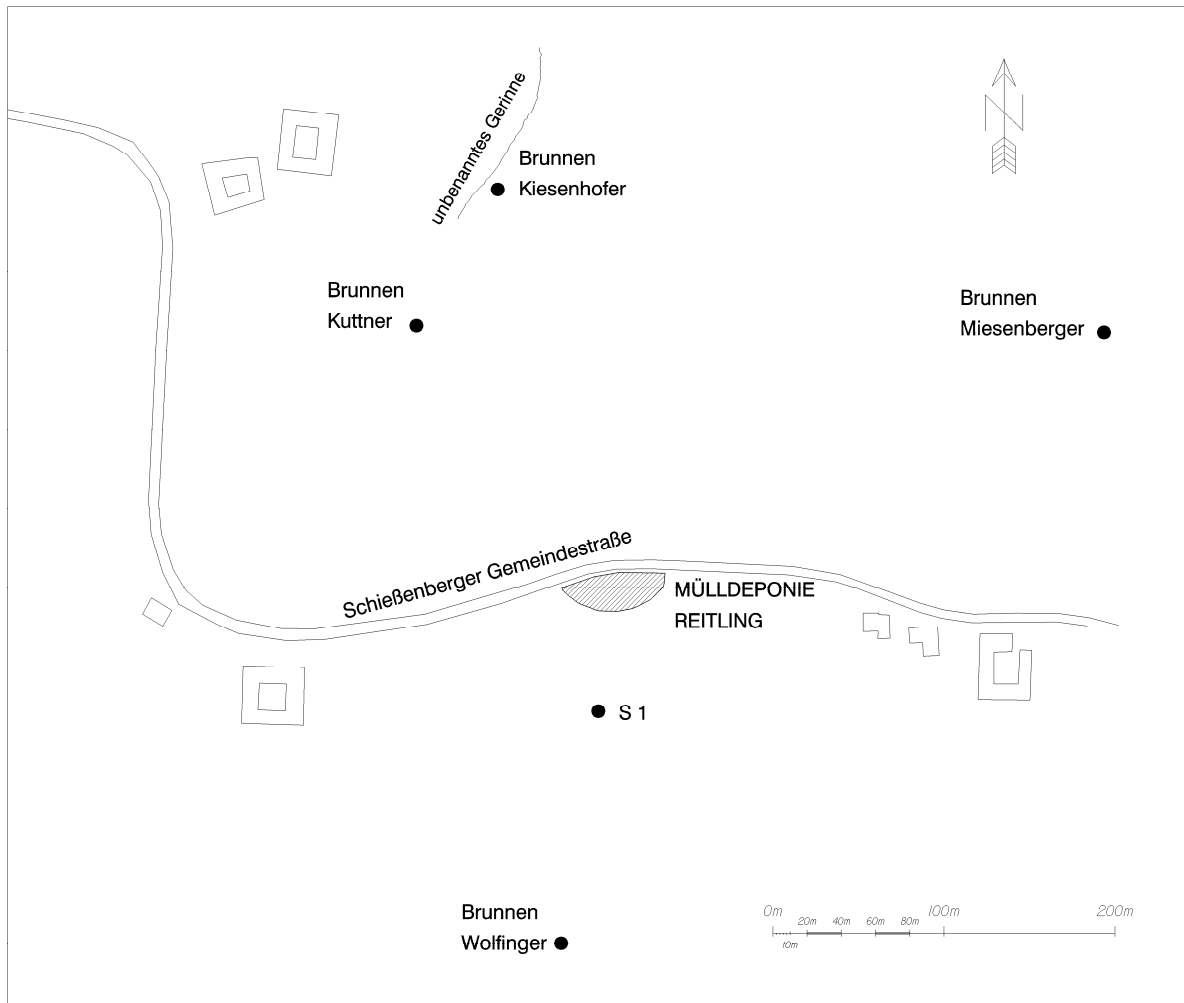 unbenanntes Gerinne
Brunnen
Kiesenhofer
N
Brunnen
Kuttner
Brunnen
Miesenberger
Schießenberger Gemeindestraße
MÜLLDEPONIE
REITLING
S 1
Brunnen
Wolfinger
0m 20m 40m 60m 80m 100m 200m
10m